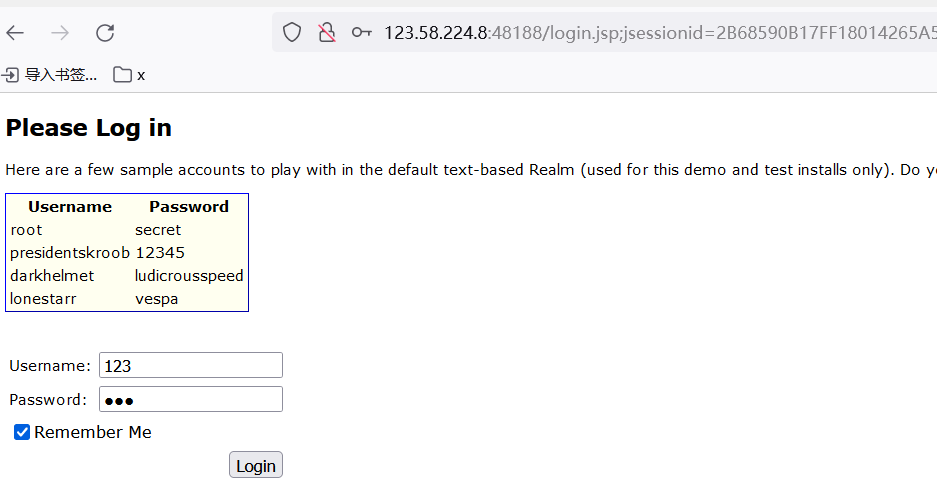 123.58.224.8:48188/login.jsp;jsessionid=2B68590B17FF18014265A5
导入书签... x
Please Log in
Here are a few sample accounts to play with in the default text-based Realm (used for this demo and test installs only). Do
Username Password
root secret
presidentskroob 12345
darkhelmet ludicrousspeed
lonestarr vespa
Username: 123
Password: ●●●
Remember Me
Login